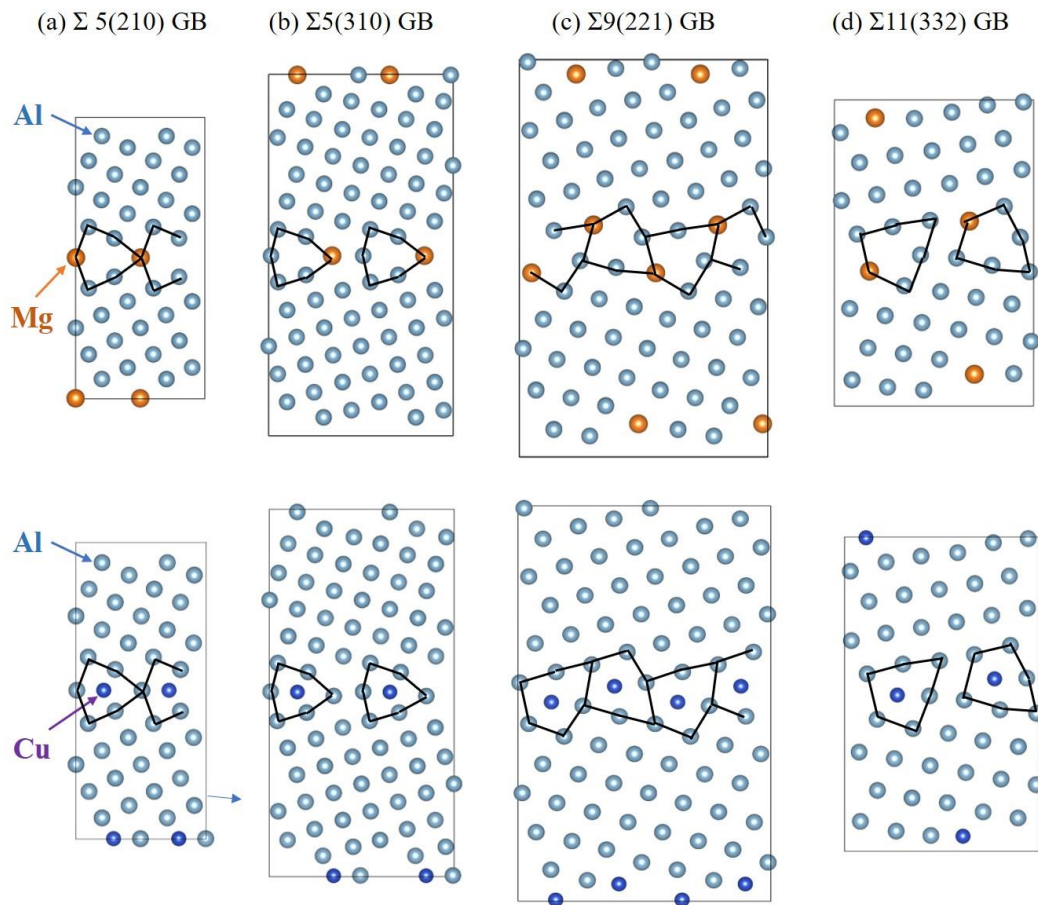 (a) Σ 5(210) GB
(b) Σ5(310) GB
(c) Σ9(221) GB
(d) Σ11(332) GB
Al
Mg
Al
Cu